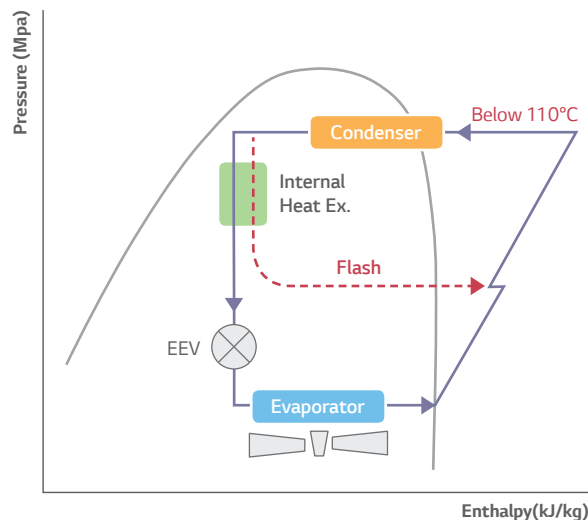 Pressure (Mpa)
Condenser
Below 110°C
Internal
Heat Ex.
Flash
EEV
Evaporator
Enthalpy(kJ/kg)